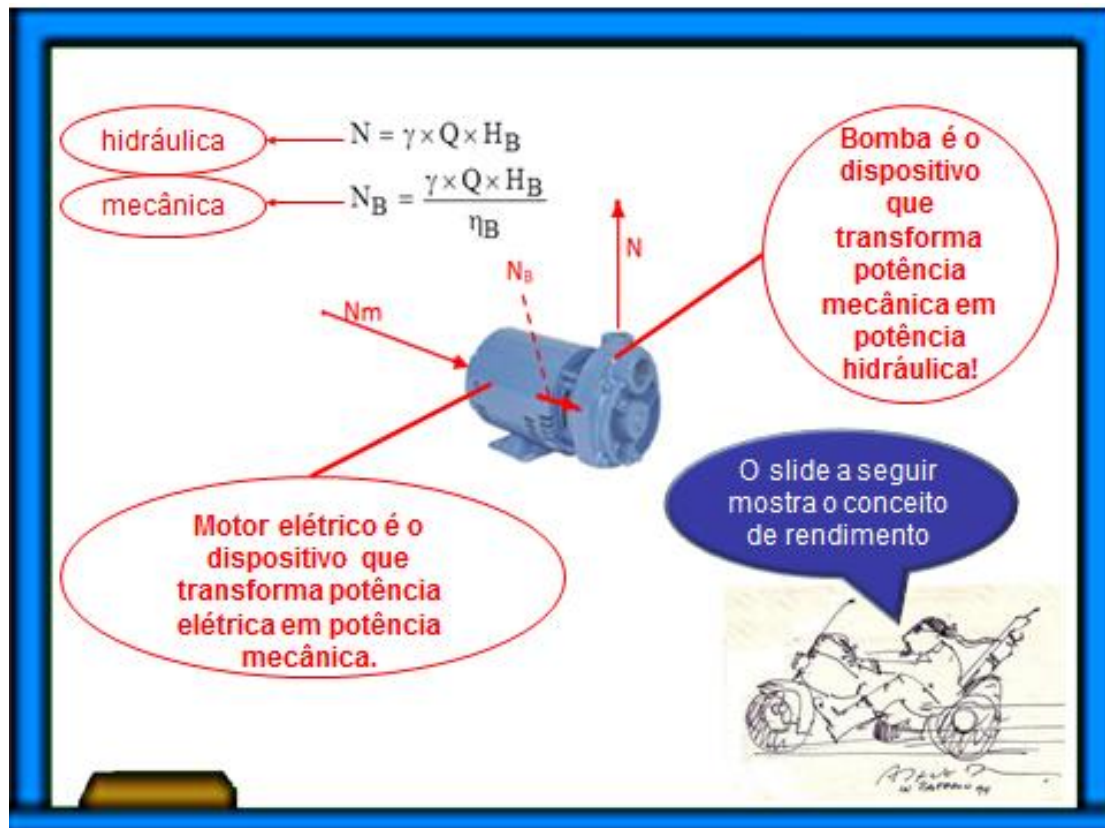 hidráulica
N = γ × Q × H_B
mecânica
N_B = \frac{γ × Q × H_B}{η_B}
Bomba é o
dispositivo
que
transforma
potência
mecânica em
potência
hidráulica!
N
N_B
Nm
O slide a seguir
mostra o conceito
de rendimento
Motor elétrico é o
dispositivo que
transforma potência
elétrica em potência
mecânica.